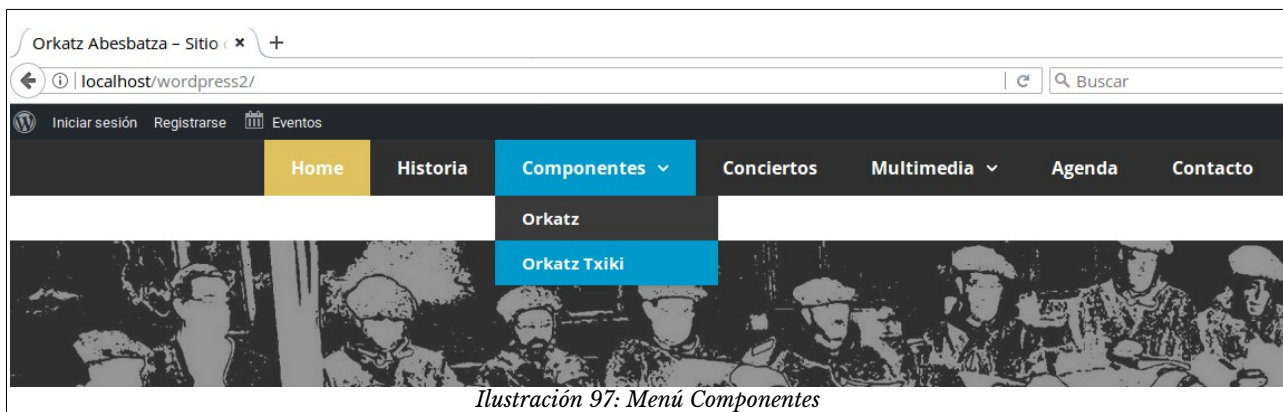 Orkatz Abesbatza – Sitio
localhost/wordpress2/ Buscar
Iniciar sesión Registrarse Eventos
Home Historia Componentes Conciertos Multimedia Agenda Contacto
Orkatz
Orkatz Txiki
Ilustración 97: Menú Componentes